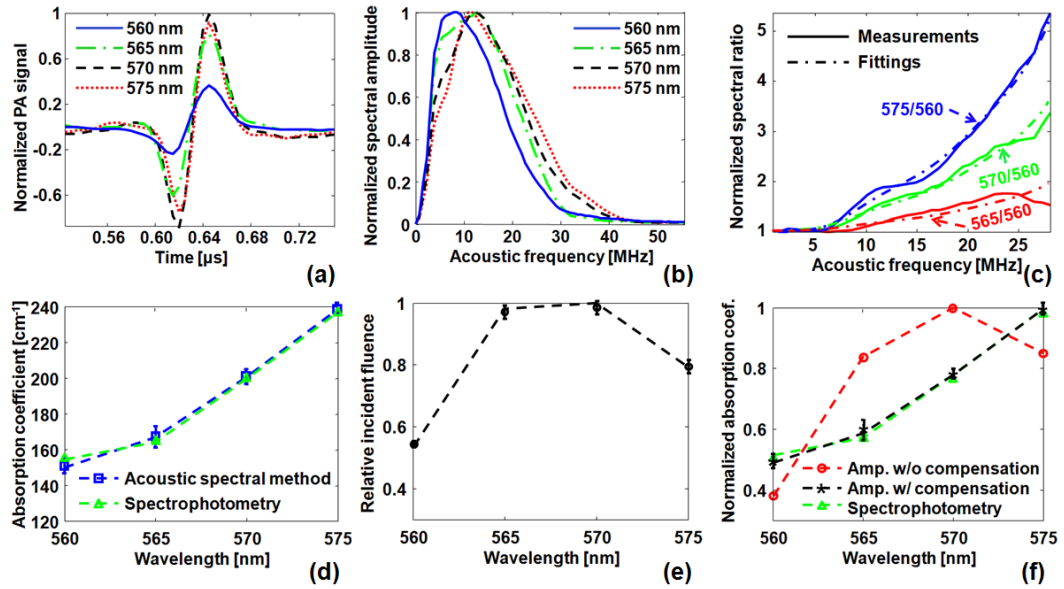 Normalized PA signal
1
0.6
0.2
-0.2
-0.6
560 nm
565 nm
570 nm
575 nm
0.56
0.60
0.64
0.68
0.72
Time [µs]
(a)
Normalized spectral amplitude
1
0.8
0.6
0.4
0.2
0
560 nm
565 nm
570 nm
575 nm
0
10
20
30
40
50
Acoustic frequency [MHz]
(b)
Normalized spectral ratio
5
4
3
2
1
Measurements
Fittings
575/560
570/560
565/560
5
10
15
20
25
Acoustic frequency [MHz]
(c)
Absorption coefficient [cm⁻¹]
240
220
200
180
160
140
120
Acoustic spectral method
Spectrophotometry
560
565
570
575
Wavelength [nm]
(d)
Relative incident fluence
1
0.8
0.6
0.4
560
565
570
575
Wavelength [nm]
(e)
Normalized absorption coef.
1
0.8
0.6
0.4
Amp. w/o compensation
Amp. w/ compensation
Spectrophotometry
560
565
570
575
Wavelength [nm]
(f)